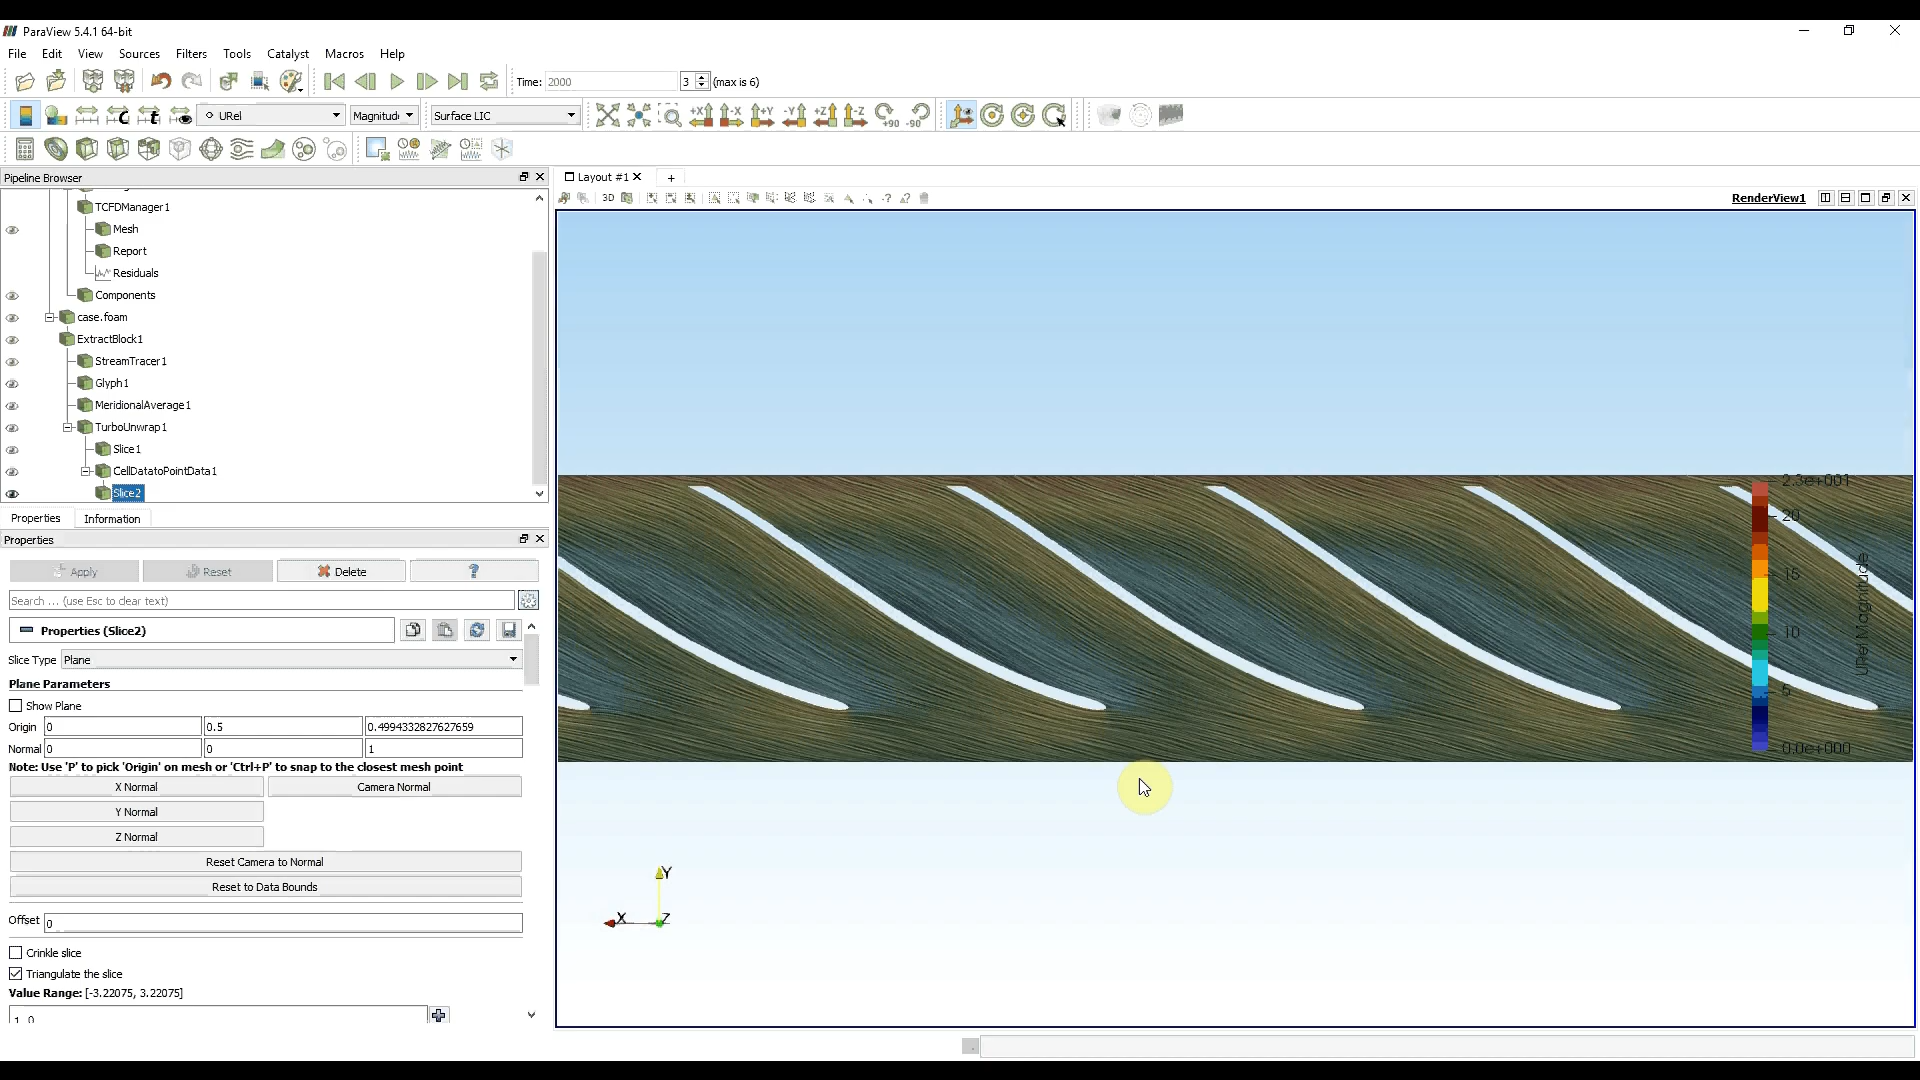 ParaView 5.4.1 64-bit
File Edit View Sources Filters Tools Catalyst Macros Help
Time: 2000 3 (max is 6)
URel Magnitude Surface LIC +X -X +Y -Y +Z -Z +90 -90
Pipeline Browser
Layout #1 +
3D
RenderView1
TCFDManager1
Mesh
Report
Residuals
Components
case.foam
ExtractBlock1
StreamTracer1
Glyph1
MeridionalAverage1
TurboUnwrap1
Slice1
CellDatatoPointData1
Slice2
Properties Information
Properties
Apply Reset Delete ?
Search ... (use Esc to clear text)
Properties (Slice2)
Slice Type Plane
Plane Parameters
Show Plane
Origin 0 0.5 0.4994332827627659
Normal 0 0 1
Note: Use 'P' to pick 'Origin' on mesh or 'Ctrl+P' to snap to the closest mesh point
X Normal Camera Normal
Y Normal
Z Normal
Reset Camera to Normal
Reset to Data Bounds
Offset 0
Crinkle slice
Triangulate the slice
Value Range: [-3.22075, 3.22075]
1 0
2.3e+001
20
15
10
5
0.0e+000
URel Magnitude
Y
X
Z